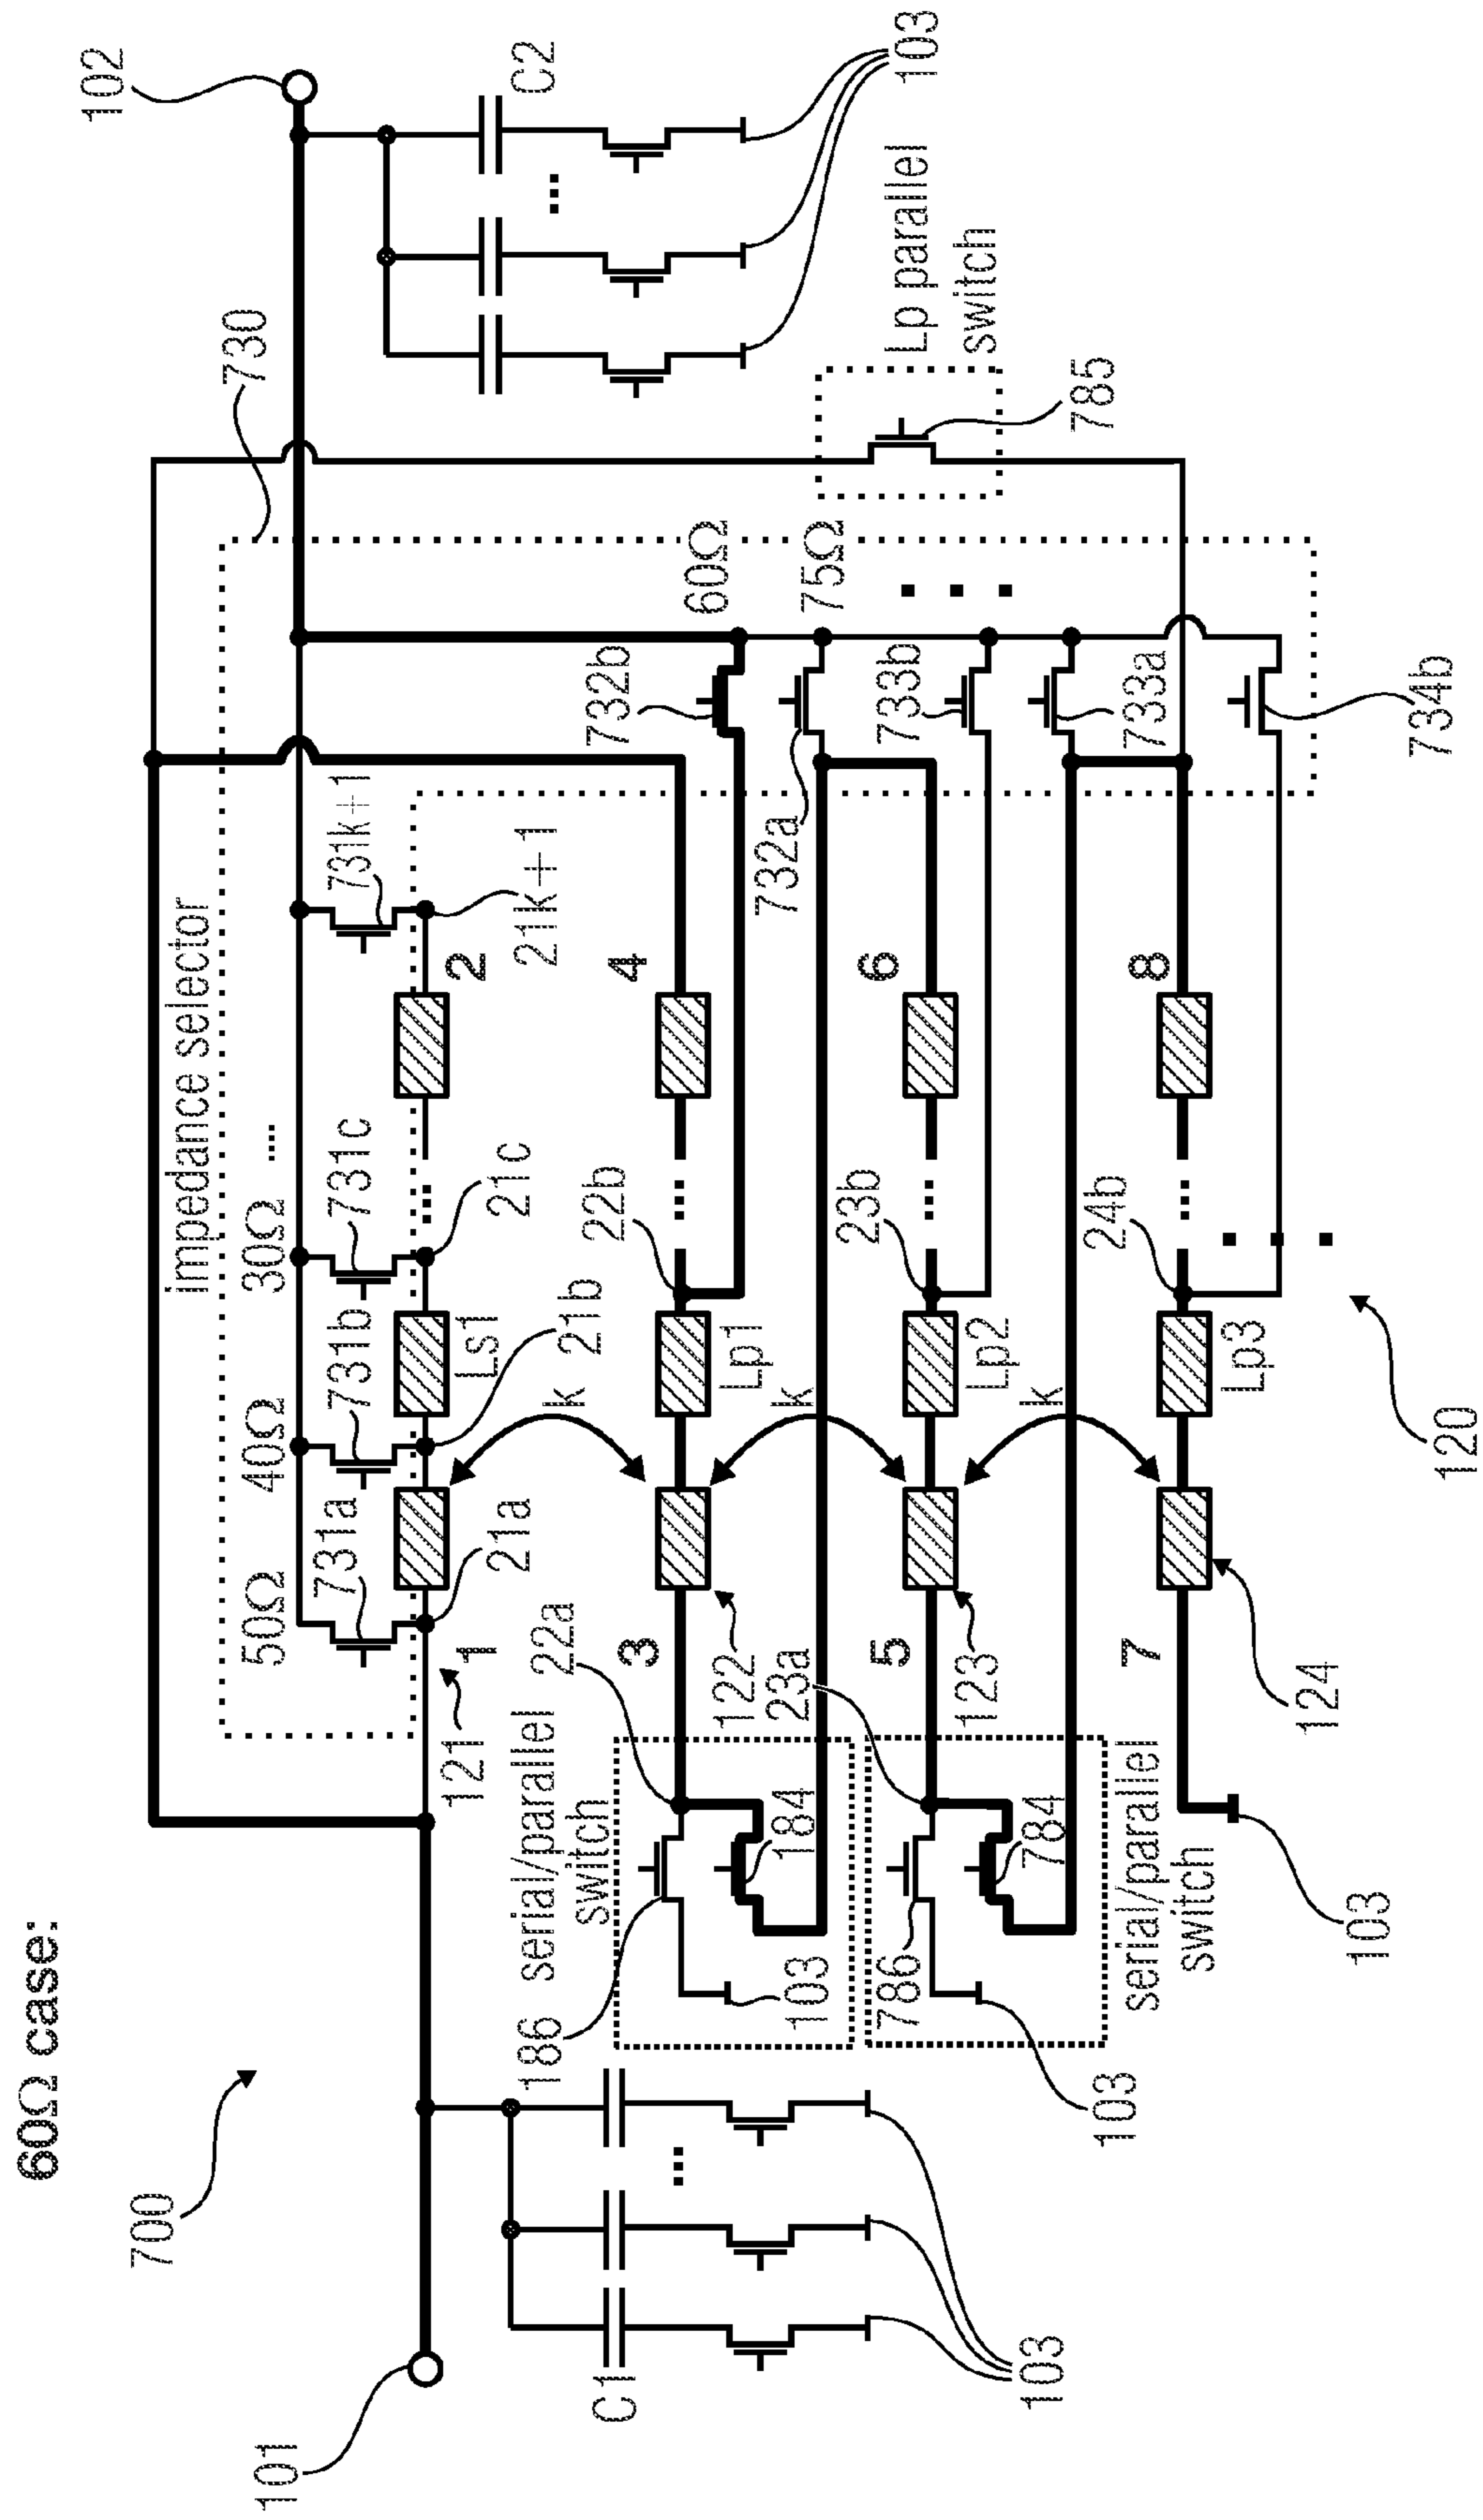 60Ω case:
700
101
102
C1
103
C2
103
730
impedance selector
50Ω
40Ω
30Ω
...
731a
731b
731c
731k+1
121
1
21a
21b
Ls1
21c
...
2
21k+1
k
serial/parallel
switch
186
184
103
22a
3
122
Lp1
22b
...
4
732b
60Ω
732a
75Ω
k
23a
786
784
103
serial/parallel
switch
5
123
Lp2
23b
...
6
733b
733a
k
7
124
Lp3
24b
...
8
734b
103
120
Lp parallel
switch
785